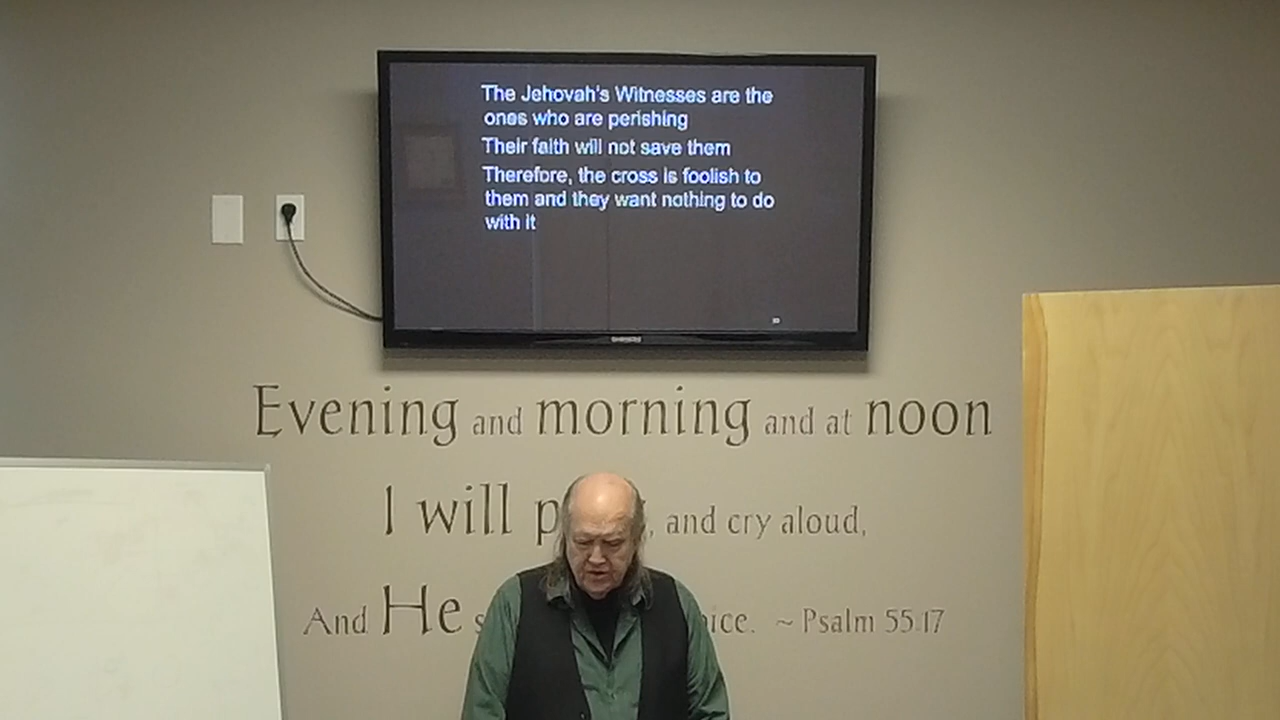 The Jehovah's Witnesses are the
ones who are perishing
Their faith will not save them
Therefore, the cross is foolish to
them and they want nothing to do
with it
Evening and morning and at noon
I will , and cry aloud,
And He ~ Psalm 55:17